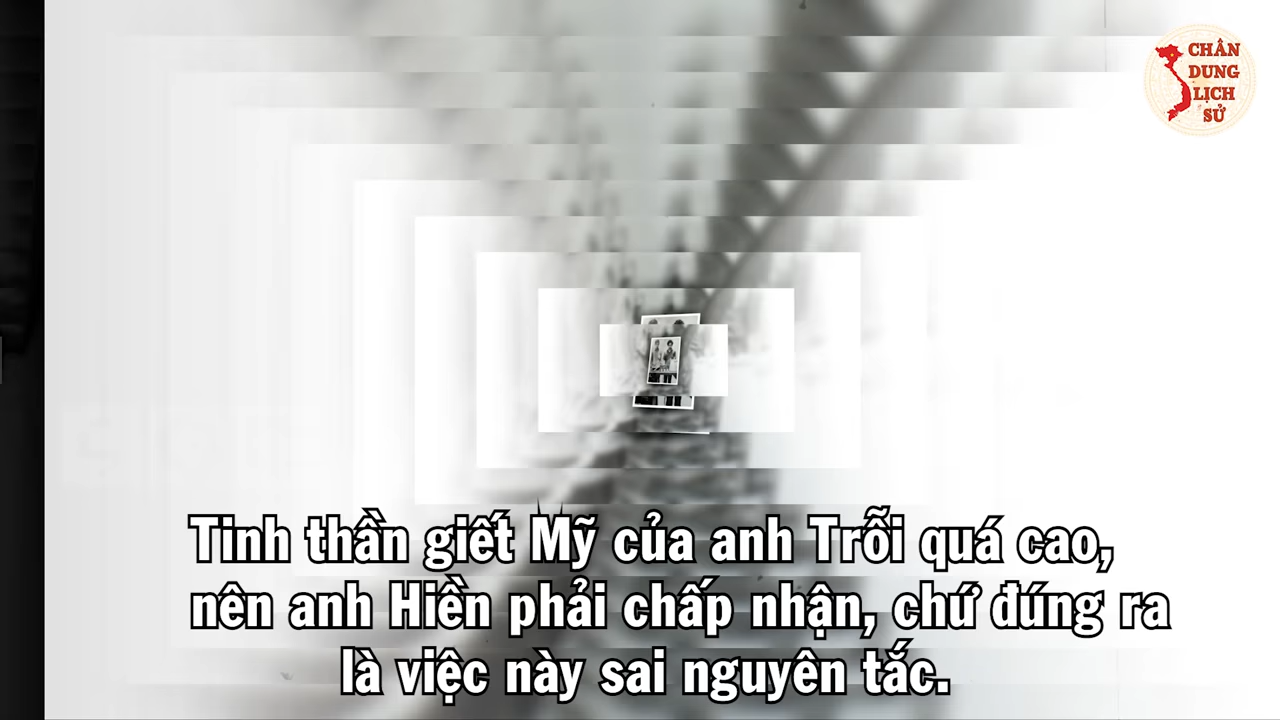 CHÂN
DUNG
LỊCH
SỬ
Tinh thần giết Mỹ của anh Trỗi quá cao,
nên anh Hiền phải chấp nhận, chứ đúng ra
là việc này sai nguyên tắc.